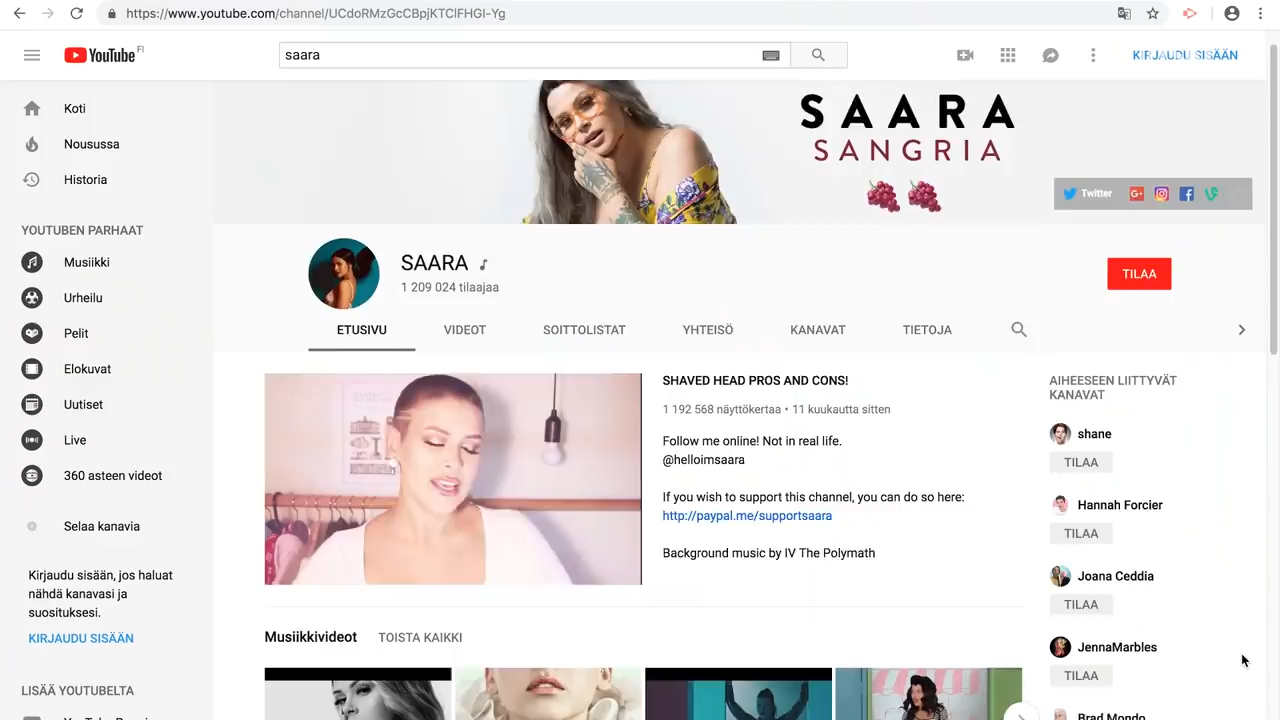 https://www.youtube.com/channel/UCdoRMzGcCBpjKTClFHGI-Yg
YouTube FI
saara
KIRJAUDU SISÄÄN
Koti
Nousussa
Historia
YOUTUBEN PARHAAT
Musiikki
Urheilu
Pelit
Elokuvat
Uutiset
Live
360 asteen videot
Selaa kanavia
Kirjaudu sisään, jos haluat
nähdä kanavasi ja
suosituksesi.
KIRJAUDU SISÄÄN
LISÄÄ YOUTUBELTA
SAARA
SANGRIA
Twitter
SAARA
1 209 024 tilaajaa
TILAA
ETUSIVU
VIDEOT
SOITTOLISTAT
YHTEISÖ
KANAVAT
TIETOJA
SHAVED HEAD PROS AND CONS!
1 192 568 näyttökertaa • 11 kuukautta sitten
Follow me online! Not in real life.
@helloimsaara
If you wish to support this channel, you can do so here:
http://paypal.me/supportsaara
Background music by IV The Polymath
Musiikkivideot
TOISTA KAIKKI
AIHEESEEN LIITTYVÄT
KANAVAT
shane
TILAA
Hannah Forcier
TILAA
Joana Ceddia
TILAA
JennaMarbles
TILAA
Brad Mondo